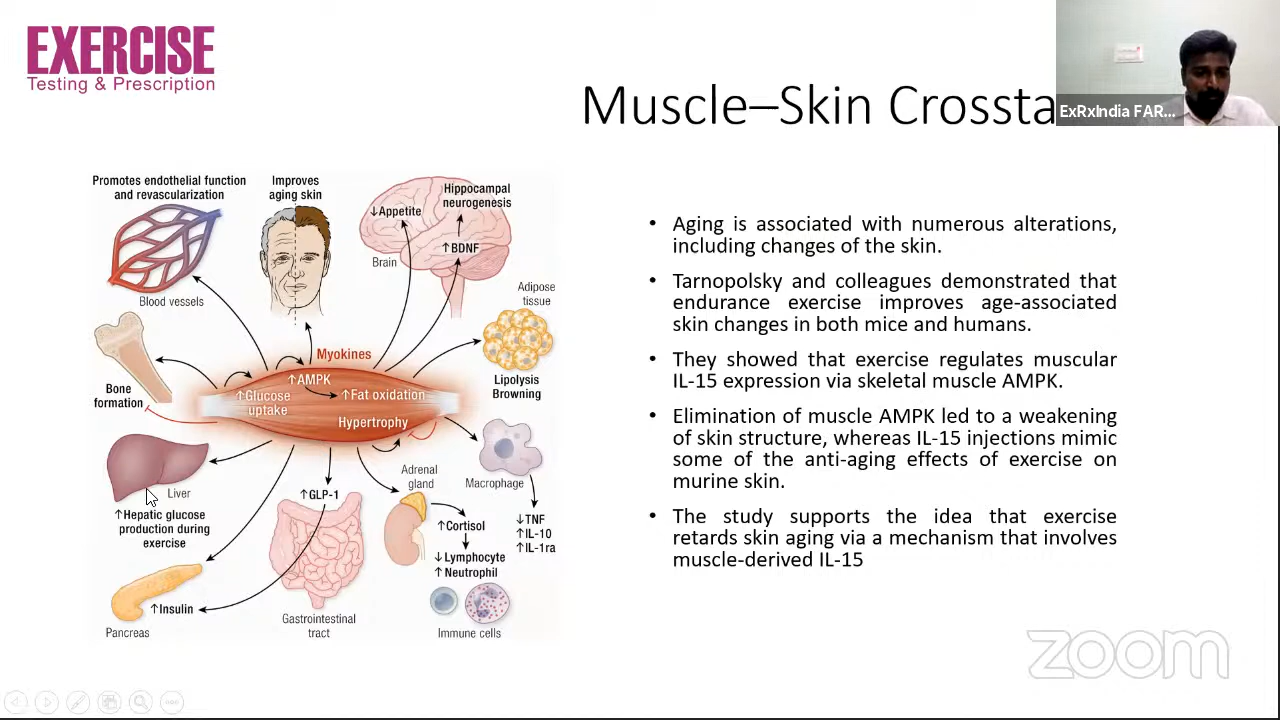 EXERCISE
Testing & Prescription
Muscle–Skin Crossta
ExRxIndia FAR...
Promotes endothelial function
and revascularization
Blood vessels
Improves
aging skin
↓Appetite
Hippocampal
neurogenesis
↑BDNF
Brain
Adipose
tissue
Lipolysis
Browning
Bone
formation
Myokines
↑AMPK
↑Glucose
uptake
↑Fat oxidation
Hypertrophy
Liver
↑Hepatic glucose
production during
exercise
↑GLP-1
Adrenal
gland
↑Cortisol
↓Lymphocyte
↑Neutrophil
Immune cells
Macrophage
↓TNF
↑IL-10
↑IL-1ra
↑Insulin
Pancreas
Gastrointestinal
tract
• Aging is associated with numerous alterations,
including changes of the skin.
• Tarnopolsky and colleagues demonstrated that
endurance exercise improves age-associated
skin changes in both mice and humans.
• They showed that exercise regulates muscular
IL-15 expression via skeletal muscle AMPK.
• Elimination of muscle AMPK led to a weakening
of skin structure, whereas IL-15 injections mimic
some of the anti-aging effects of exercise on
murine skin.
• The study supports the idea that exercise
retards skin aging via a mechanism that involves
muscle-derived IL-15
zoom